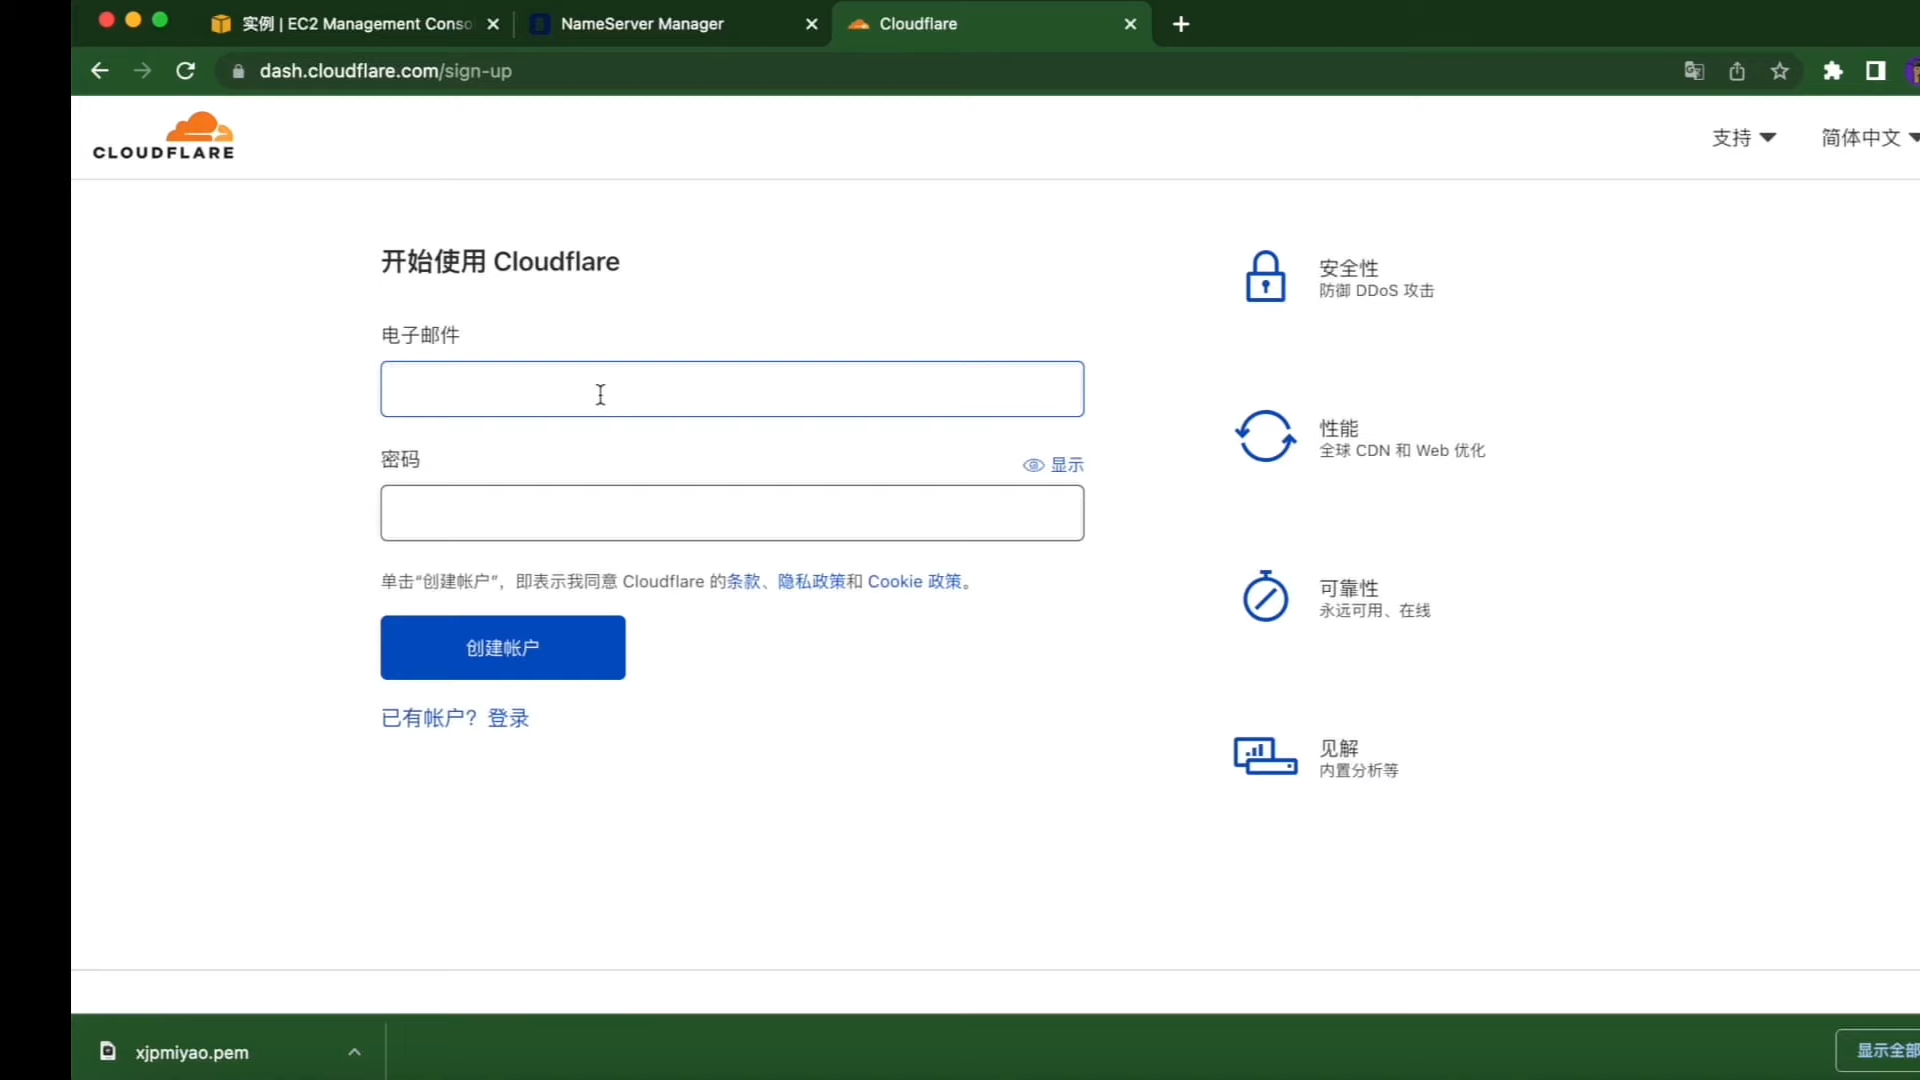 实例 | EC2 Management Conso
NameServer Manager
Cloudflare
dash.cloudflare.com/sign-up
CLOUDFLARE
支持
简体中文
开始使用 Cloudflare
电子邮件
密码
显示
单击“创建帐户”，即表示我同意 Cloudflare 的条款、隐私政策和 Cookie 政策。
创建帐户
已有帐户？登录
安全性
防御 DDoS 攻击
性能
全球 CDN 和 Web 优化
可靠性
永远可用、在线
见解
内置分析等
xjpmiyao.pem
显示全部